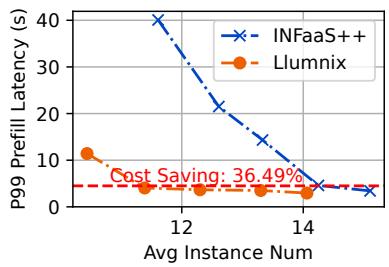 P99 Prefill Latency (s)
40
30
20
10
0
INFaaS++
Llumnix
Cost Saving: 36.49%
12
14
Avg Instance Num